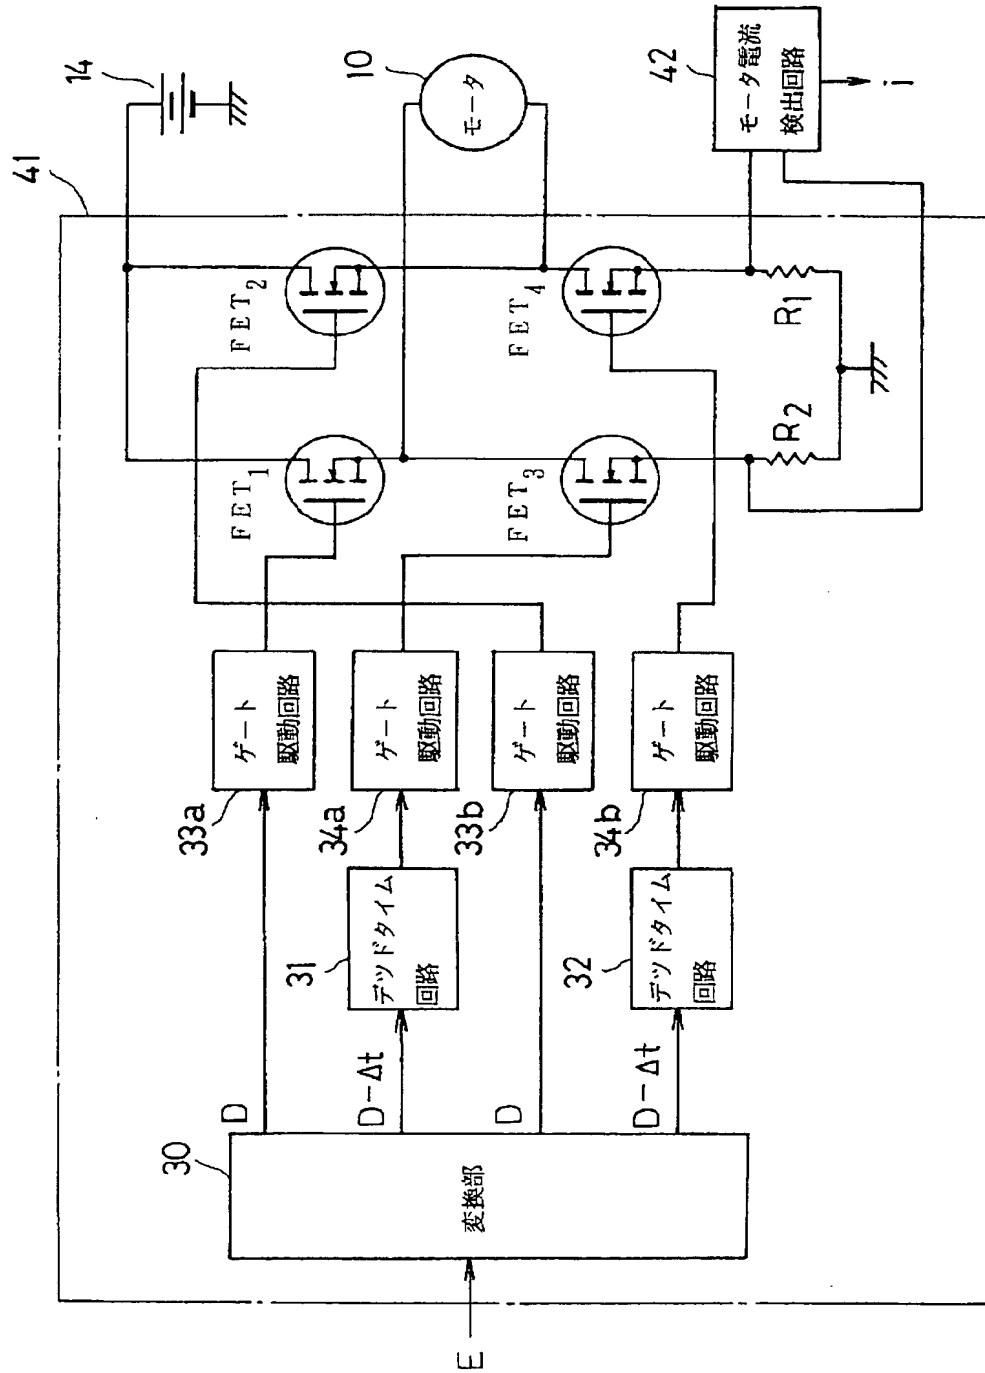 41
14
10
モータ
42
モータ電流
検出回路
i
FET2
FET4
FET1
FET3
R1
R2
ゲート
駆動回路
33a
ゲート
駆動回路
34a
ゲート
駆動回路
33b
ゲート
駆動回路
34b
デツドタイム
回路
31
デツドタイム
回路
32
D
D-Δt
D
D-Δt
30
変換部
E